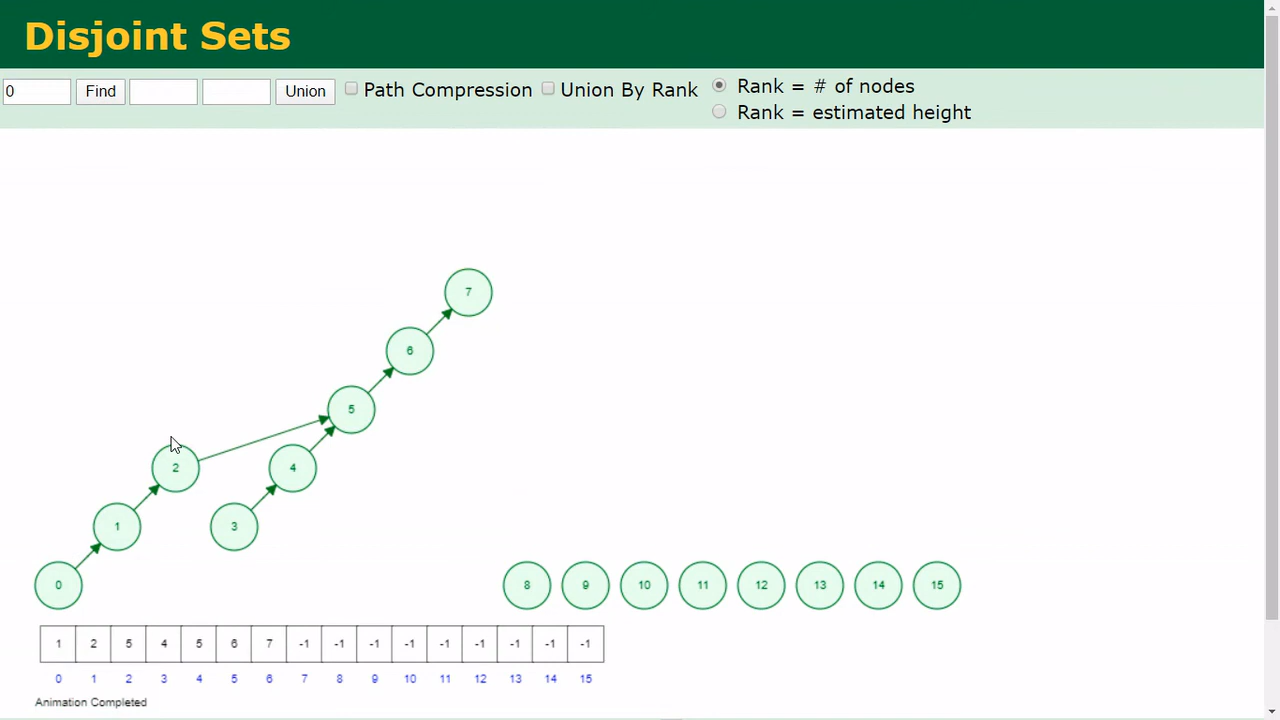 Disjoint Sets
0 Find Union Path Compression Union By Rank Rank = # of nodes
Rank = estimated height
7
6
5
2 4
1 3
0 8 9 10 11 12 13 14 15
1 2 5 4 5 6 7 -1 -1 -1 -1 -1 -1 -1 -1 -1
0 1 2 3 4 5 6 7 8 9 10 11 12 13 14 15
Animation Completed